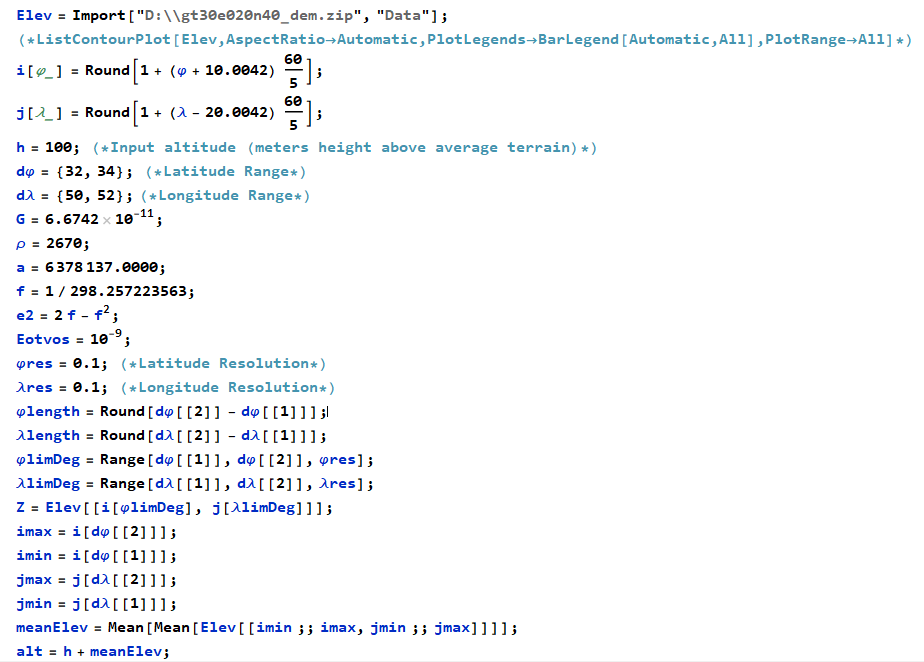 Elev = Import["D:\\gt30e020n40_dem.zip", "Data"];
(*ListContourPlot[Elev,AspectRatio→Automatic,PlotLegends→BarLegend[Automatic,All],PlotRange→All]*)
i[φ_] = Round[1 + (φ + 10.0042) 60/5];
j[λ_] = Round[1 + (λ - 20.0042) 60/5];
h = 100; (*Input altitude (meters height above average terrain)*)
dφ = {32, 34}; (*Latitude Range*)
dλ = {50, 52}; (*Longitude Range*)
G = 6.6742 × 10^-11;
ρ = 2670;
a = 6378137.0000;
f = 1 / 298.257223563;
e2 = 2 f - f^2;
Eotvos = 10^-9;
φres = 0.1; (*Latitude Resolution*)
λres = 0.1; (*Longitude Resolution*)
φlength = Round[dφ[[2]] - dφ[[1]]];
λlength = Round[dλ[[2]] - dλ[[1]]];
φlimDeg = Range[dφ[[1]], dφ[[2]], φres];
λlimDeg = Range[dλ[[1]], dλ[[2]], λres];
Z = Elev[[i[φlimDeg], j[λlimDeg]]];
imax = i[dφ[[2]]];
imin = i[dφ[[1]]];
jmax = j[dλ[[2]]];
jmin = j[dλ[[1]]];
meanElev = Mean[Mean[Elev[[imin ;; imax, jmin ;; jmax]]]];
alt = h + meanElev;